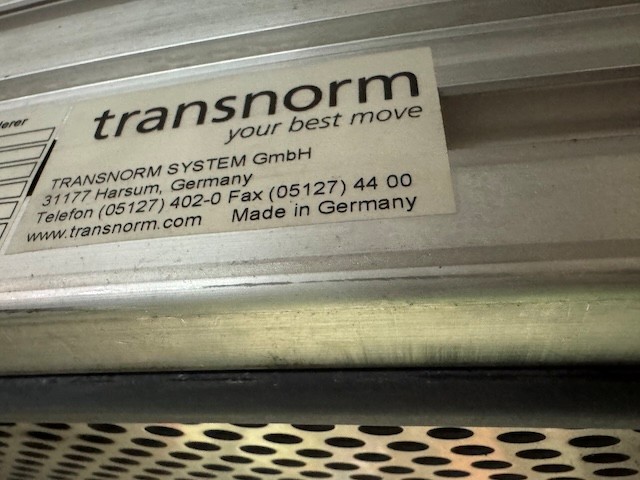 erer
transnorm
your best move
TRANSNORM SYSTEM GmbH
31177 Harsum, Germany
Telefon (05127) 402-0 Fax (05127) 44 00
www.transnorm.com Made in Germany